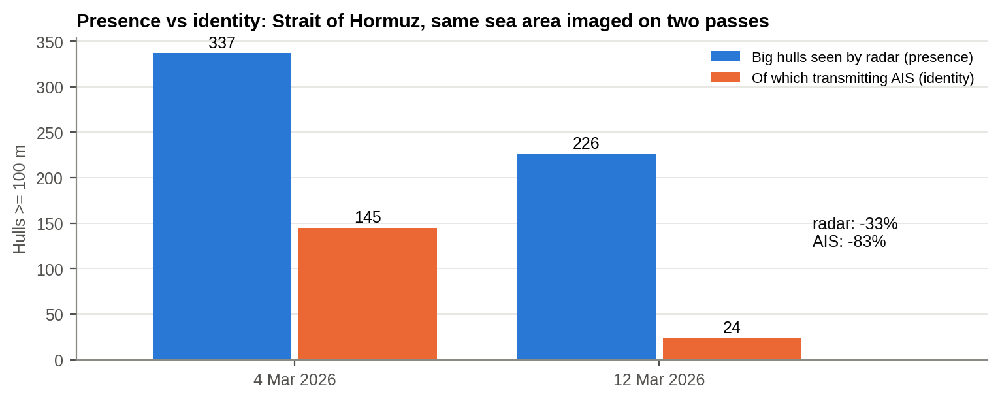 Presence vs identity: Strait of Hormuz, same sea area imaged on two passes
Hulls >= 100 m
350
300
250
200
150
100
50
0
337
145
226
24
Big hulls seen by radar (presence)
Of which transmitting AIS (identity)
radar: -33%
AIS: -83%
4 Mar 2026
12 Mar 2026